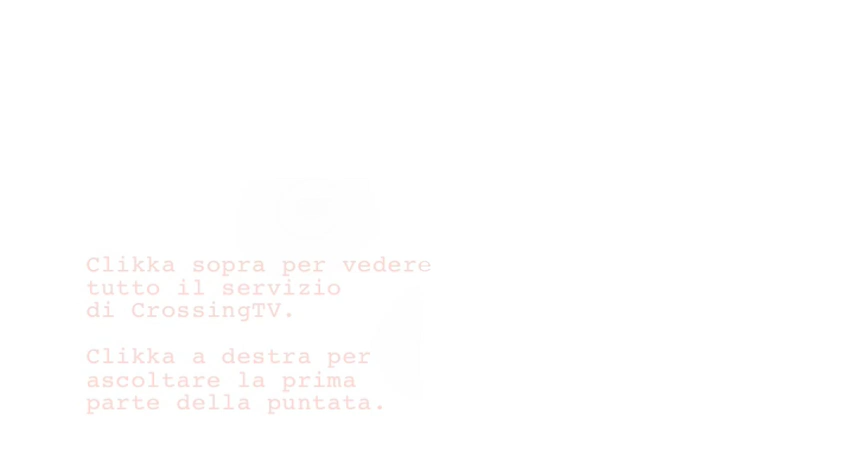 Clikka sopra per vedere
tutto il servizio
di CrossingTV.
Clikka a destra per
ascoltare la prima
parte della puntata.